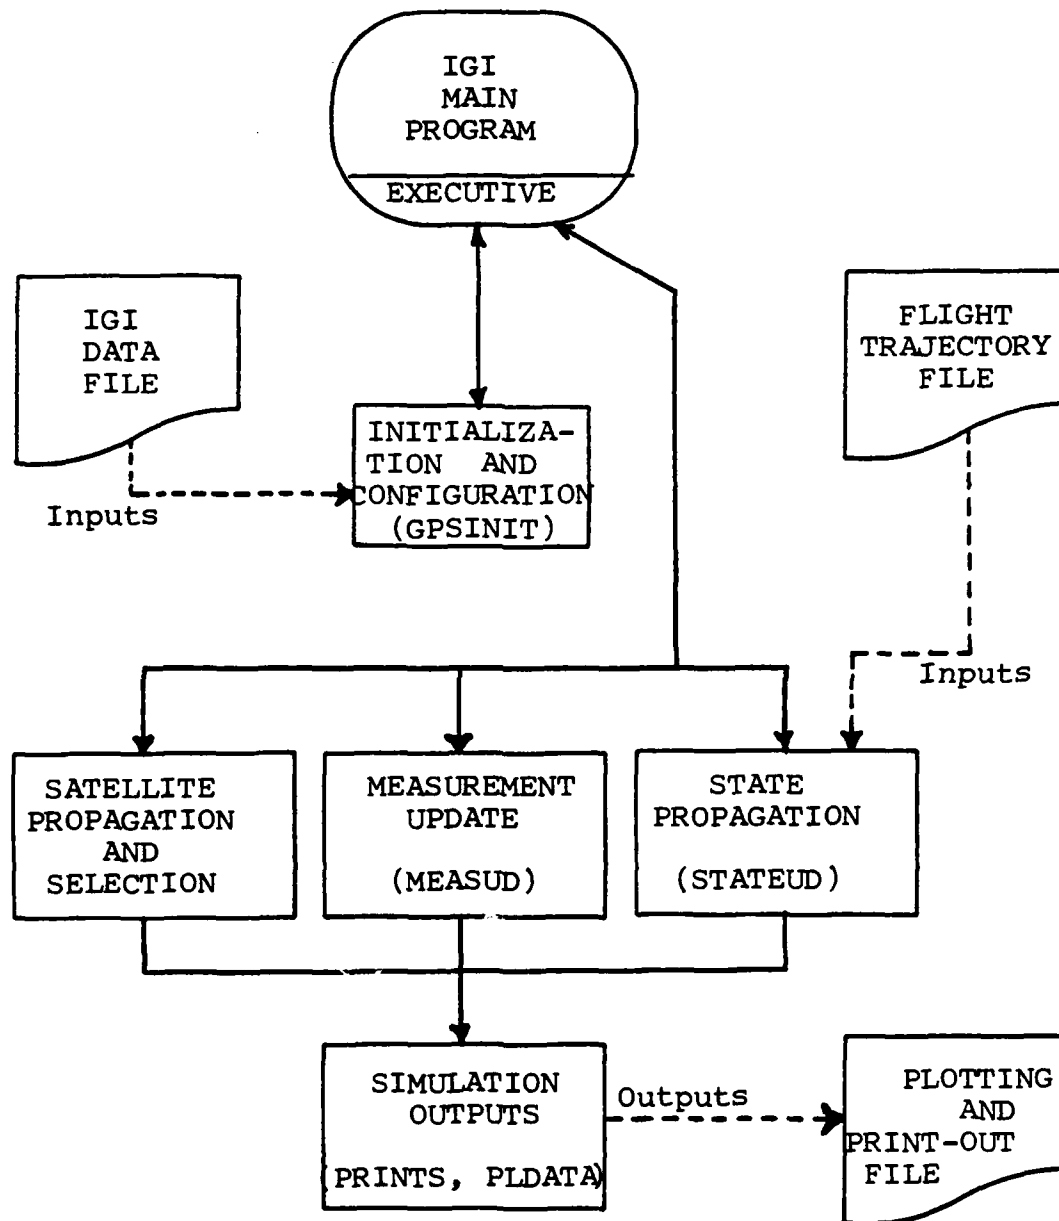 IGI
MAIN
PROGRAM
EXECUTIVE
IGI
DATA
FILE
FLIGHT
TRAJECTORY
FILE
INITIALIZA-
TION AND
CONFIGURATION
(GPSINIT)
Inputs
Inputs
SATELLITE
PROPAGATION
AND
SELECTION
MEASUREMENT
UPDATE
(MEASUD)
STATE
PROPAGATION
(STATEUD)
SIMULATION
OUTPUTS
(PRINTS, PLDATA)
Outputs
PLOTTING
AND
PRINT-OUT
FILE